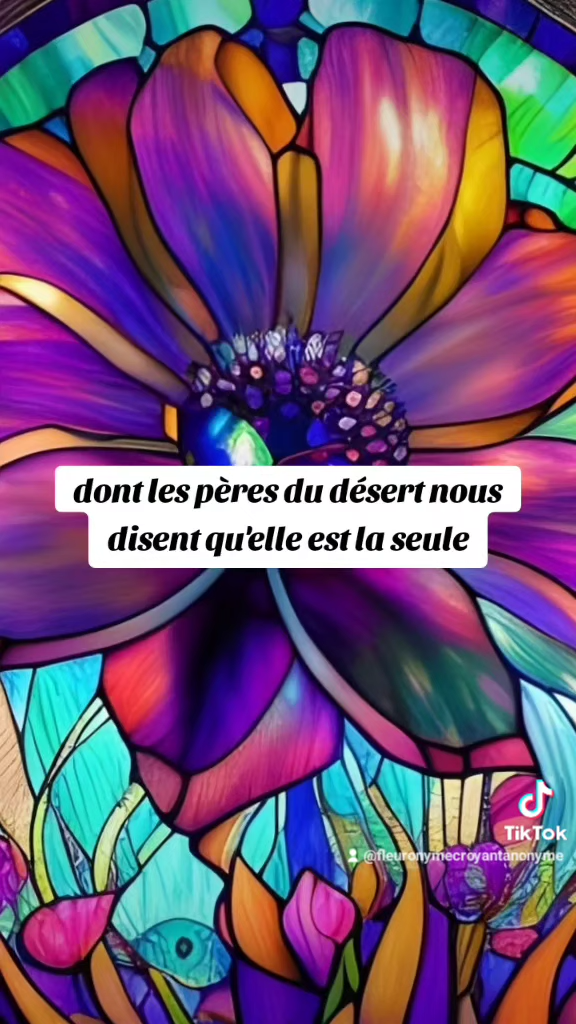 dont les pères du désert nous
disent qu'elle est la seule
TikTok
@fleuronymecroyantanonyme